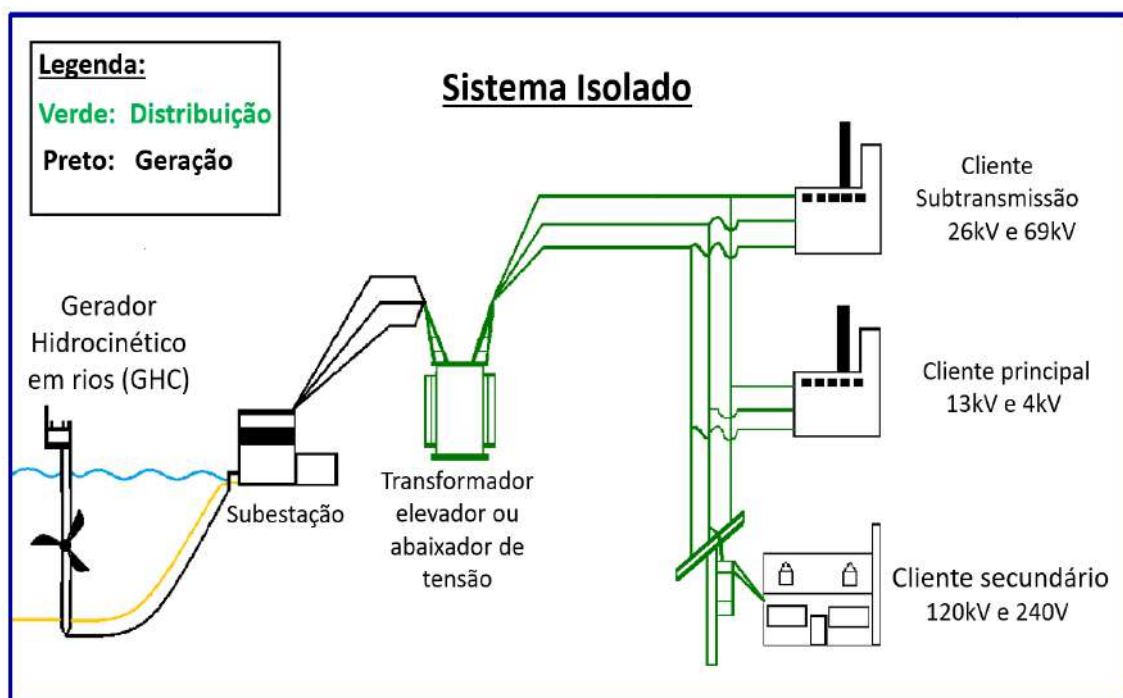 Legenda:
Verde: Distribuição
Preto: Geração
Sistema Isolado
Cliente
Subtransmissão
26kV e 69kV
Gerador
Hidrocinético
em rios (GHC)
Cliente principal
13kV e 4kV
Subestação
Transformador
elevador ou
abaixador de
tensão
Cliente secundário
120kV e 240V